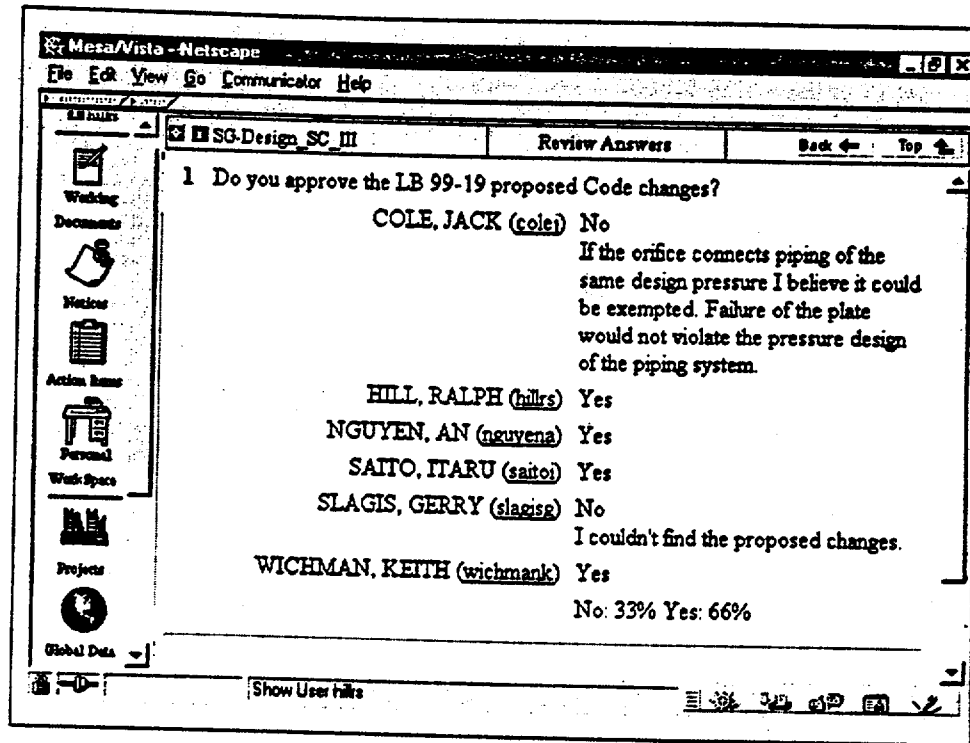 Mesa/Vista - Netscape
File Edit View Go Communicator Help
SG-Design_SC_III Review Answers Back Top
Working
Documents
Notices
Action Items
Personal
Work Space
Projects
Global Data
1 Do you approve the LB 99-19 proposed Code changes?
COLE, JACK (colej) No
If the orifice connects piping of the
same design pressure I believe it could
be exempted. Failure of the plate
would not violate the pressure design
of the piping system.
HILL, RALPH (hillrs) Yes
NGUYEN, AN (nguyena) Yes
SAITO, ITARU (saitoi) Yes
SLAGIS, GERRY (slagisg) No
I couldn't find the proposed changes.
WICHMAN, KEITH (wichmank) Yes
No: 33% Yes: 66%
Show User hillrs